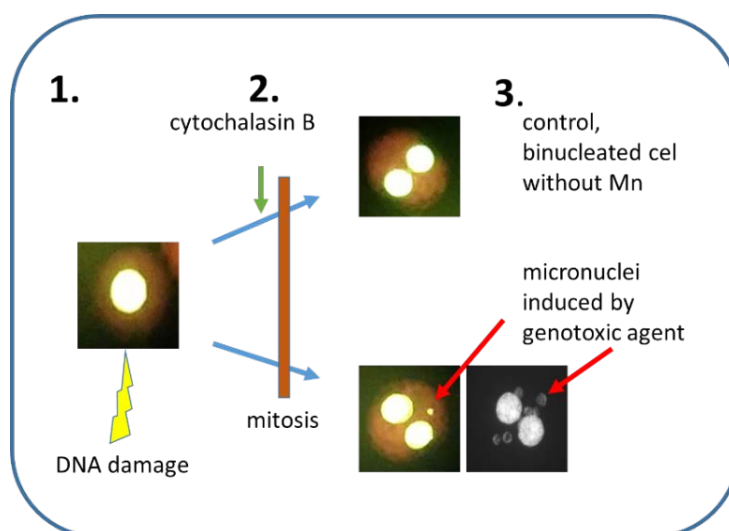 1.
2.
3.
cytochalasin B
control,
binucleated cel
without Mn
micronuclei
induced by
genotoxic agent
mitosis
DNA damage